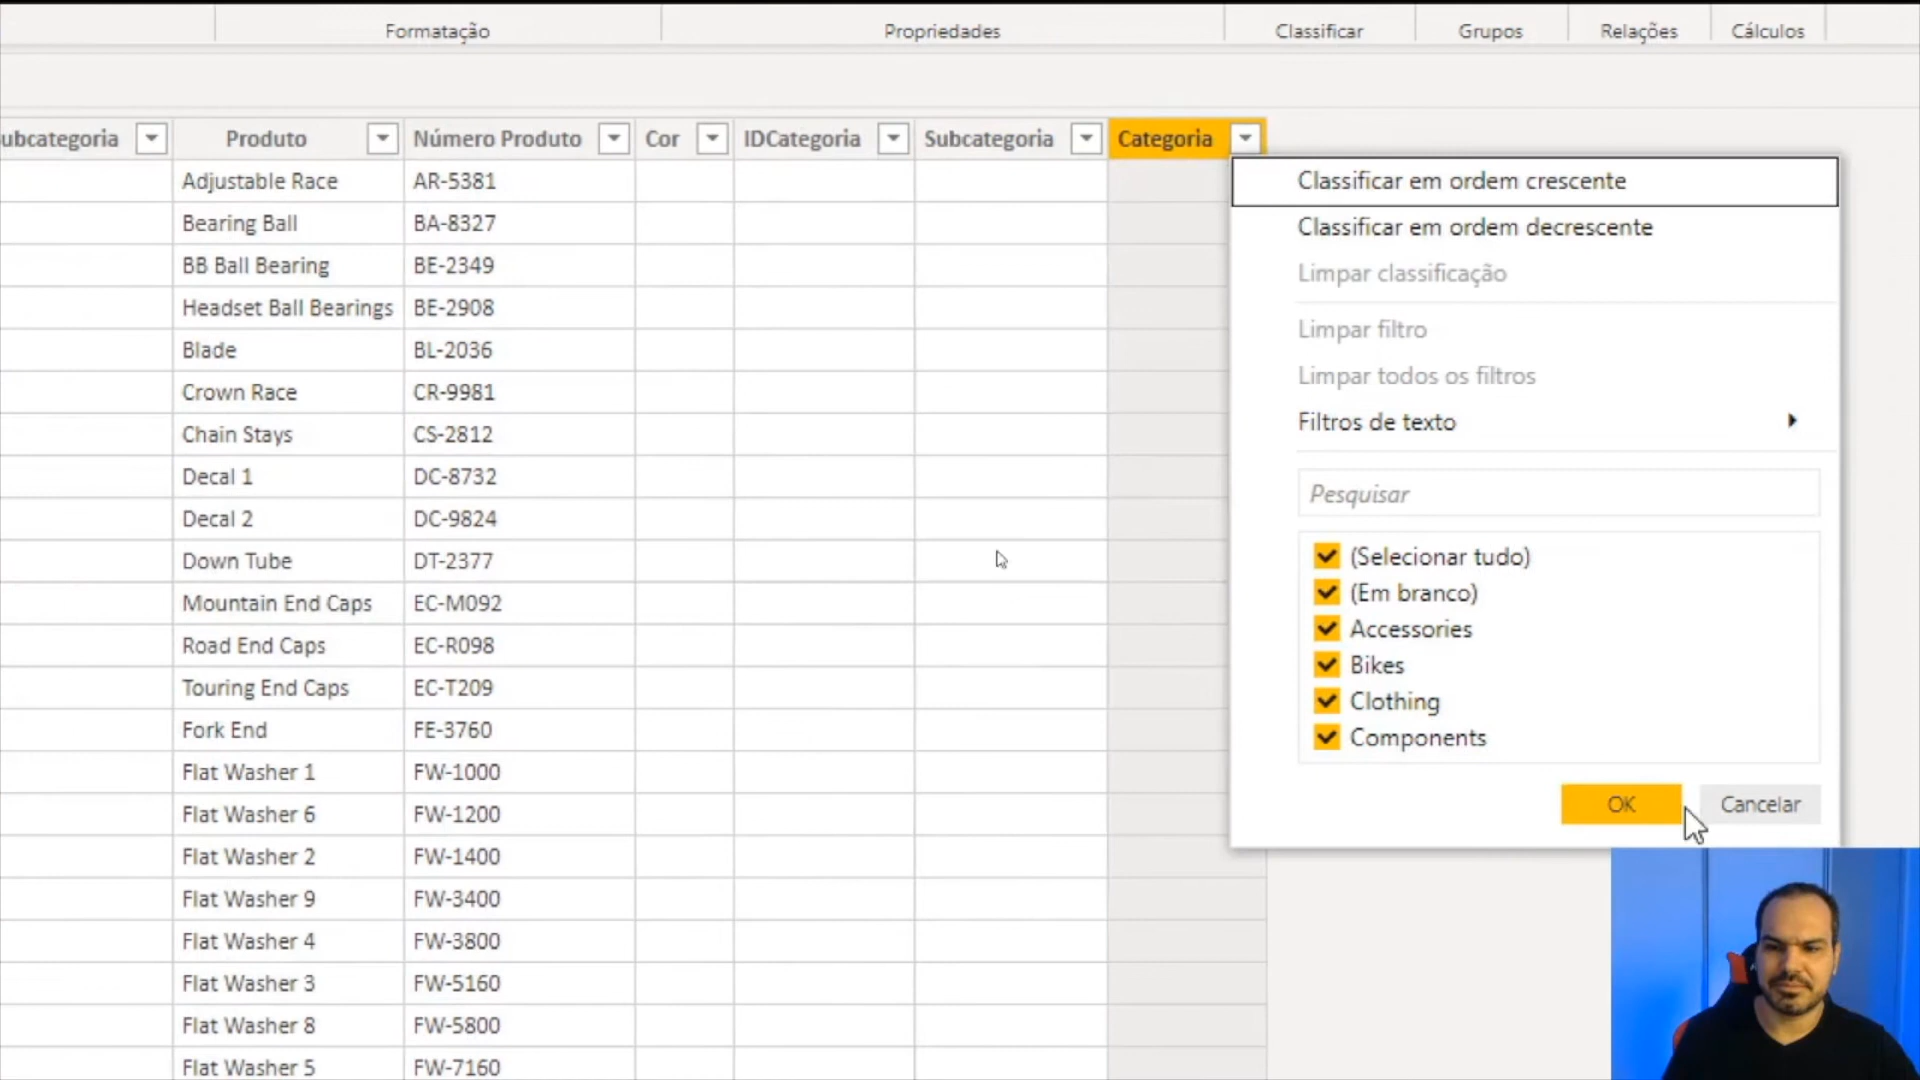 Formatação Propriedades Classificar Grupos Relações Cálculos
ubcategoria Produto Número Produto Cor IDCategoria Subcategoria Categoria
Adjustable Race AR-5381
Bearing Ball BA-8327
BB Ball Bearing BE-2349
Headset Ball Bearings BE-2908
Blade BL-2036
Crown Race CR-9981
Chain Stays CS-2812
Decal 1 DC-8732
Decal 2 DC-9824
Down Tube DT-2377
Mountain End Caps EC-M092
Road End Caps EC-R098
Touring End Caps EC-T209
Fork End FE-3760
Flat Washer 1 FW-1000
Flat Washer 6 FW-1200
Flat Washer 2 FW-1400
Flat Washer 9 FW-3400
Flat Washer 4 FW-3800
Flat Washer 3 FW-5160
Flat Washer 8 FW-5800
Flat Washer 5 FW-7160
Classificar em ordem crescente
Classificar em ordem decrescente
Limpar classificação
Limpar filtro
Limpar todos os filtros
Filtros de texto
Pesquisar
(Selecionar tudo)
(Em branco)
Accessories
Bikes
Clothing
Components
OK Cancelar